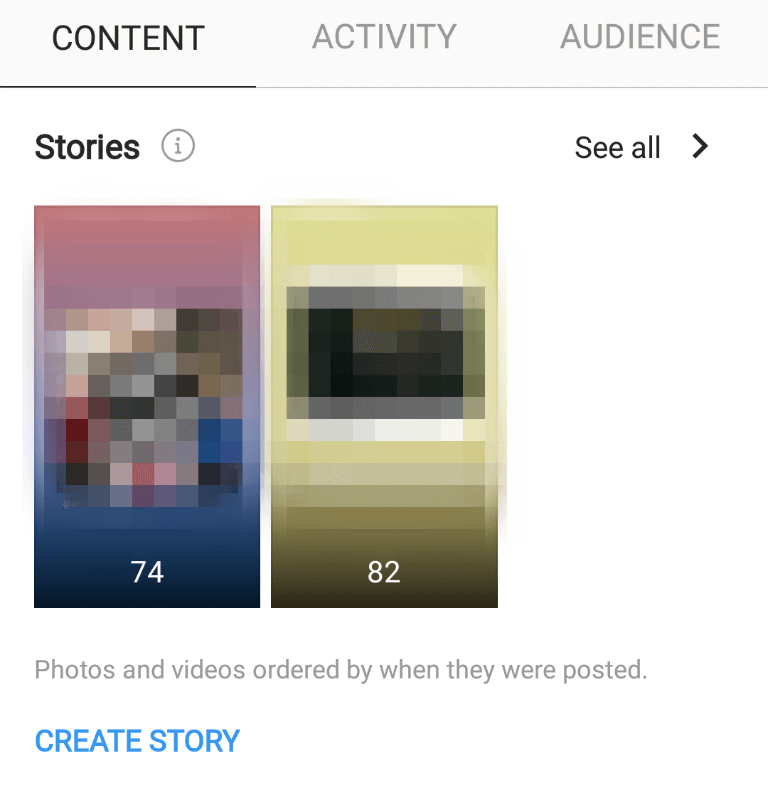 CONTENT ACTIVITY AUDIENCE
Stories See all
74 82
Photos and videos ordered by when they were posted.
CREATE STORY